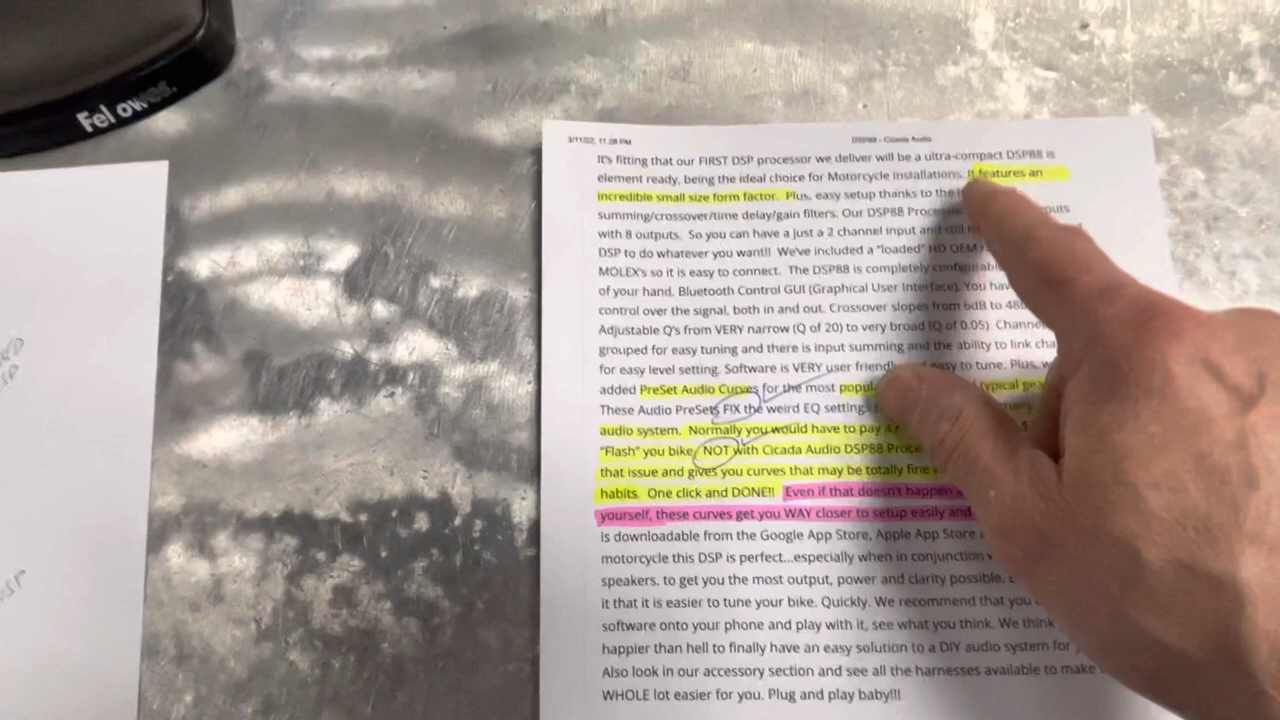 Fellowes.
3/11/22, 11:28 PM
DSP88 – Cicada Audio
It's fitting that our FIRST DSP processor we deliver will be a ultra-compact DSP88 is
element ready, being the ideal choice for Motorcycle installations. It features an
incredible small size form factor. Plus, easy setup thanks to the
summing/crossover/time delay/gain filters. Our DSP88
with 8 outputs. So you can have a just a 2 channel input and still
DSP to do whatever you want!! We've included a "loaded" HD OEM
MOLEX's so it is easy to connect. The DSP88 is completely
of your hand. Bluetooth Control GUI (Graphical User Interface). You
control over the signal, both in and out. Crossover slopes from 6dB to
Adjustable Q's from VERY narrow (Q of 20) to very broad (Q of 0.05).
grouped for easy tuning and there is input summing and the ability to link
for easy level setting. Software is VERY user easy to tune. Plus,
added PreSet Audio Curves for the most typical
These Audio PreSets FIX the weird EQ settings
audio system. Normally you would have to pay
"Flash" you bike, NOT with Cicada Audio DSP88
that issue and gives you curves that may be totally fine
habits. One click and DONE!! Even if that doesn't happen
yourself, these curves get you WAY closer to setup easily and
is downloadable from the Google App Store, Apple App Store
motorcycle this DSP is perfect...especially when in conjunction
speakers, to get you the most output, power and clarity possible.
it that it is easier to tune your bike. Quickly. We recommend that you
software onto your phone and play with it, see what you think. We think
happier than hell to finally have an easy solution to a DIY audio system for
Also look in our accessory section and see all the harnesses available to make
WHOLE lot easier for you. Plug and play baby!!!